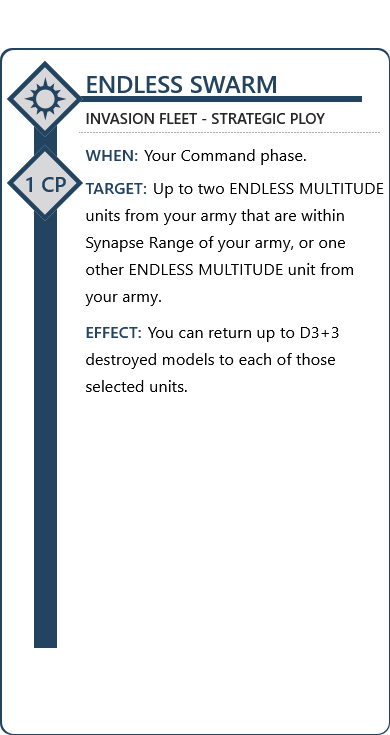 ENDLESS SWARM
INVASION FLEET - STRATEGIC PLOY
1 CP
WHEN: Your Command phase.
TARGET: Up to two ENDLESS MULTITUDE
units from your army that are within
Synapse Range of your army, or one
other ENDLESS MULTITUDE unit from
your army.
EFFECT: You can return up to D3+3
destroyed models to each of those
selected units.